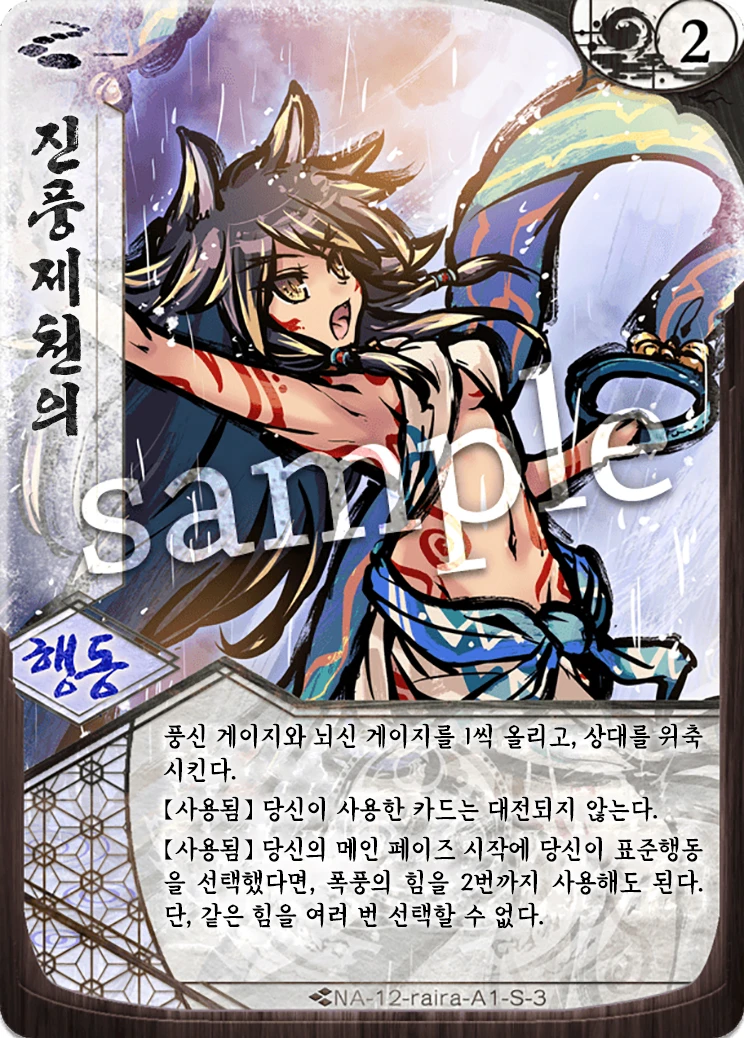 2
진풍제천의
sample
행동
풍신 게이지와 뇌신 게이지를 1씩 올리고, 상대를 위축
시킨다.
【사용됨】 당신이 사용한 카드는 대전되지 않는다.
【사용됨】 당신의 메인 페이즈 시작에 당신이 표준행동
을 선택했다면, 폭풍의 힘을 2번까지 사용해도 된다.
단, 같은 힘을 여러 번 선택할 수 없다.
NA-12-raira-A1-S-3